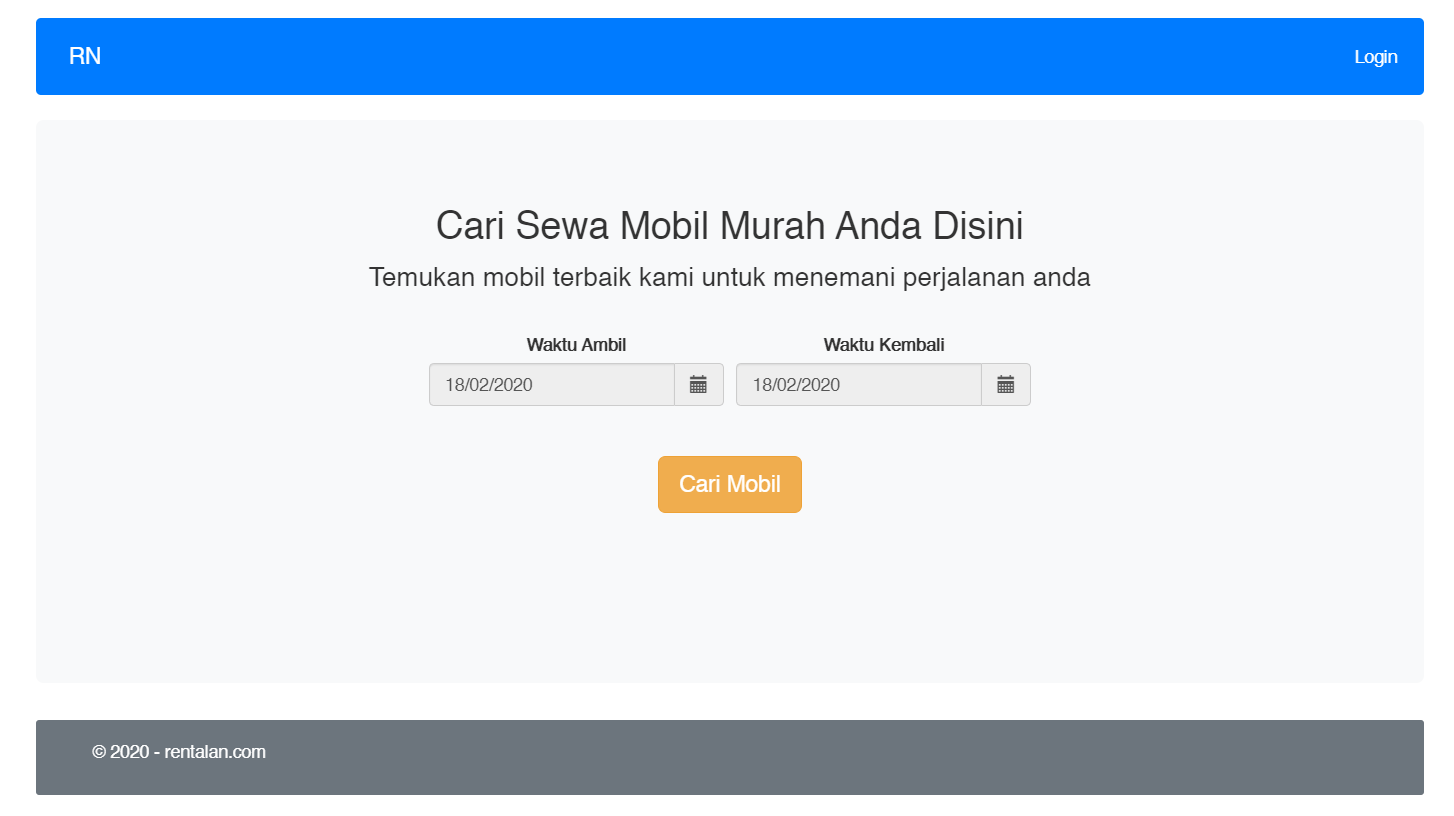 RN
Login
Cari Sewa Mobil Murah Anda Disini
Temukan mobil terbaik kami untuk menemani perjalanan anda
Waktu Ambil
Waktu Kembali
18/02/2020
18/02/2020
Cari Mobil
© 2020 - rentalan.com